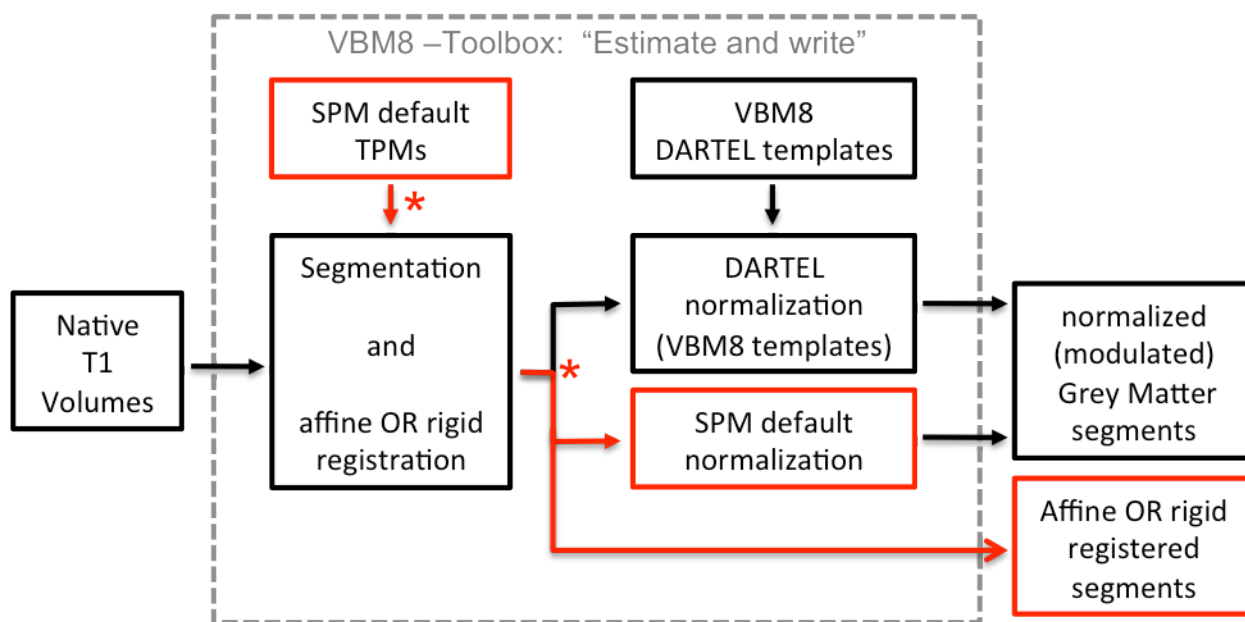 VBM8 –Toolbox:  “Estimate and write”
SPM default
TPMs
*
VBM8
DARTEL templates
Native
T1
Volumes
Segmentation
and
affine OR rigid
registration
*
DARTEL
normalization
(VBM8 templates)
SPM default
normalization
normalized
(modulated)
Grey Matter
segments
Affine OR rigid
registered
segments